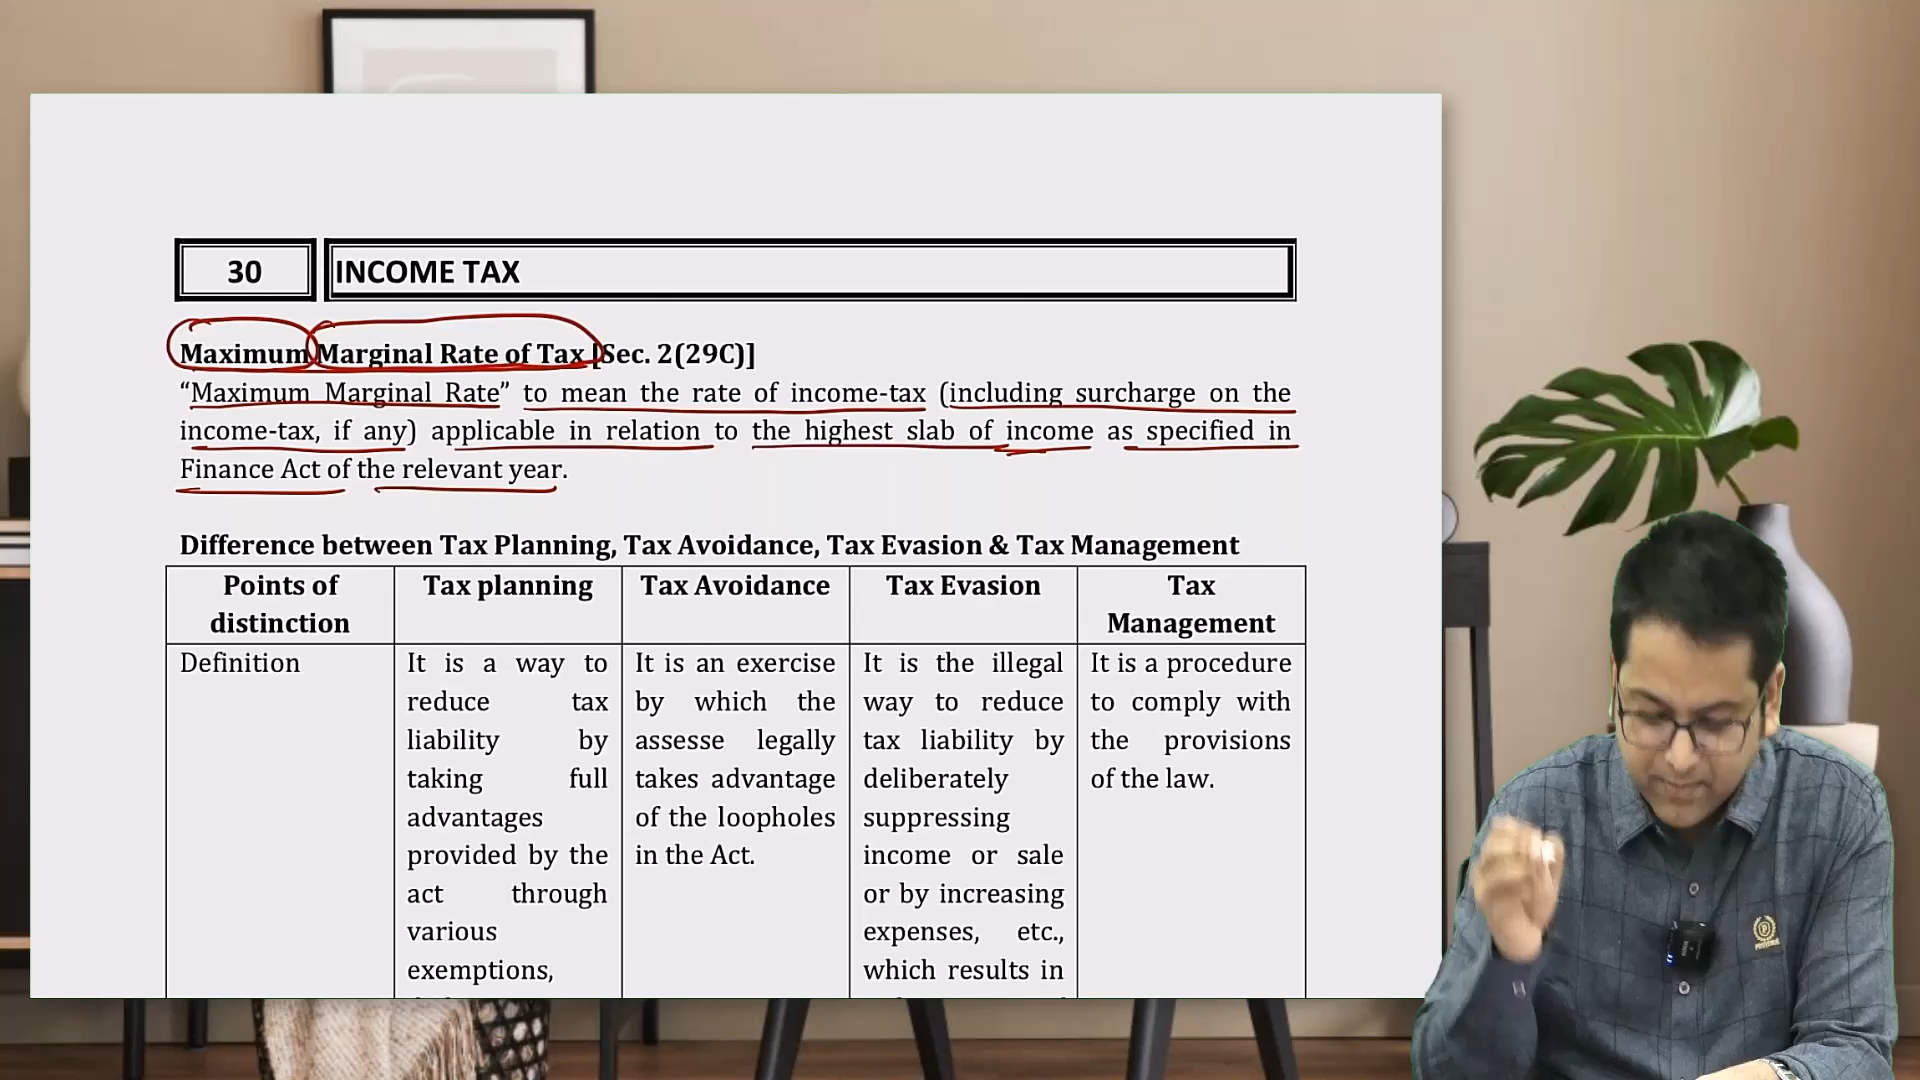 30 INCOME TAX
Maximum Marginal Rate of Tax [Sec. 2(29C)]
“Maximum Marginal Rate” to mean the rate of income-tax (including surcharge on the
income-tax, if any) applicable in relation to the highest slab of income as specified in
Finance Act of the relevant year.
Difference between Tax Planning, Tax Avoidance, Tax Evasion & Tax Management
Points of
distinction
Tax planning
Tax Avoidance
Tax Evasion
Tax
Management
Definition
It is a way to
reduce tax
liability by
taking full
advantages
provided by the
act through
various
exemptions,
It is an exercise
by which the
assesse legally
takes advantage
of the loopholes
in the Act.
It is the illegal
way to reduce
tax liability by
deliberately
suppressing
income or sale
or by increasing
expenses, etc.,
which results in
It is a procedure
to comply with
the provisions
of the law.